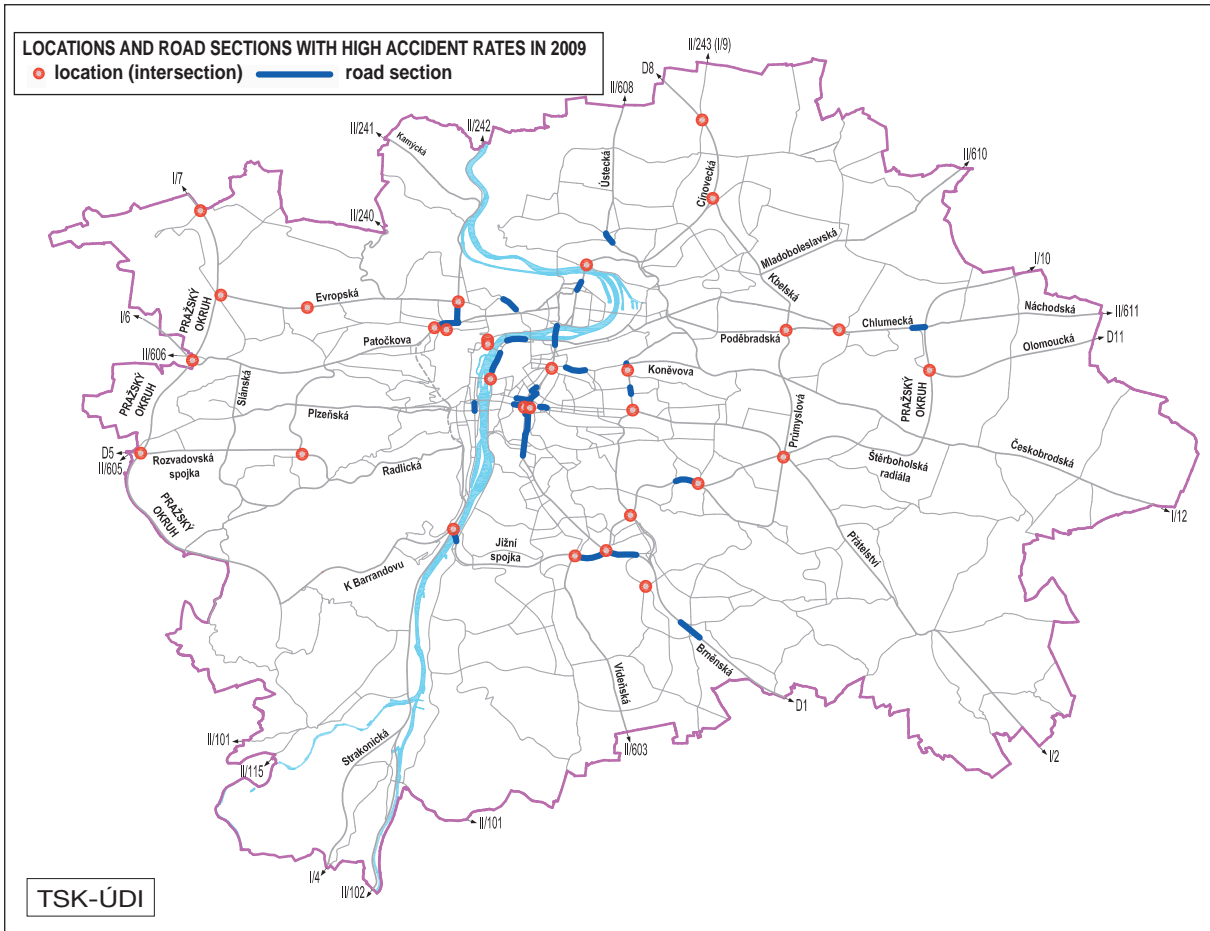 LOCATIONS AND ROAD SECTIONS WITH HIGH ACCIDENT RATES IN 2009
location (intersection)
road section
II/243 (I/9)
D8
II/608
II/242
II/241
Kamýcká
II/610
I/7
Ústecká
Cínovecká
II/240
Mladoboleslavská
Kbelská
I/10
Náchodská
II/611
PRAŽSKÝ
OKRUH
Evropská
I/6
Chlumecká
Poděbradská
Olomoucká
D11
Patočkova
II/606
Koněvova
PRAŽSKÝ
OKRUH
Slánská
PRAŽSKÝ
OKRUH
Plzeňská
Průmyslová
Českobrodská
D5
II/605
Rozvadovská
spojka
Radlická
Štěrboholská
radiála
I/12
PRAŽSKÝ
OKRUH
Jižní
spojka
Přátelství
K Barrandovu
Vídeňská
Brněnská
D1
II/101
Strakonická
II/603
I/2
II/115
II/101
I/4
II/102
TSK-ÚDI